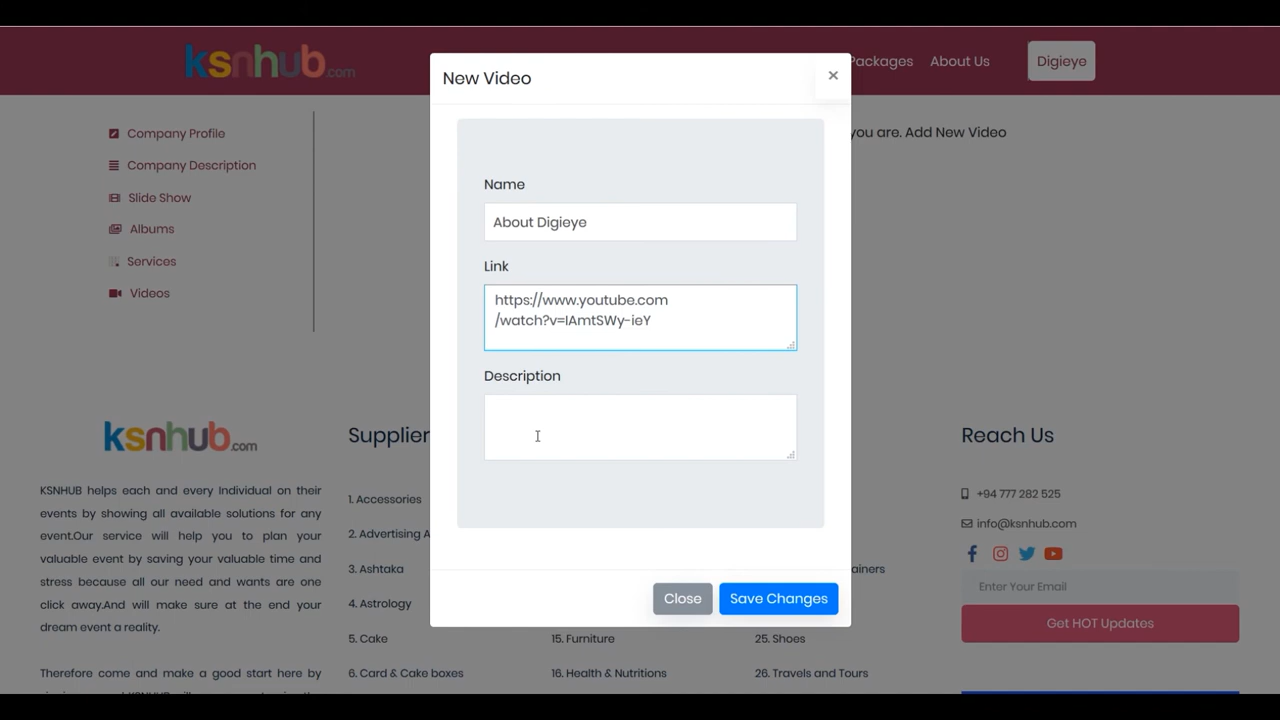 ksnhub.com
Packages
About Us
Digieye
New Video
×
Company Profile
Company Description
Slide Show
Albums
Services
Videos
you are. Add New Video
Name
About Digieye
Link
https://www.youtube.com
/watch?v=IAmtSWy-ieY
Description
Close
Save Changes
ksnhub.com
KSNHUB helps each and every Individual on their
events by showing all available solutions for any
event.Our service will help you to plan your
valuable event by saving your valuable time and
stress because all our need and wants are one
click away.And will make sure at the end your
dream event a reality.
Therefore come and make a good start here by
Supplier
1. Accessories
2. Advertising A
3. Ashtaka
4. Astrology
5. Cake
6. Card & Cake boxes
15. Furniture
16. Health & Nutritions
ainers
25. Shoes
26. Travels and Tours
Reach Us
+94 777 282 525
info@ksnhub.com
Enter Your Email
Get HOT Updates